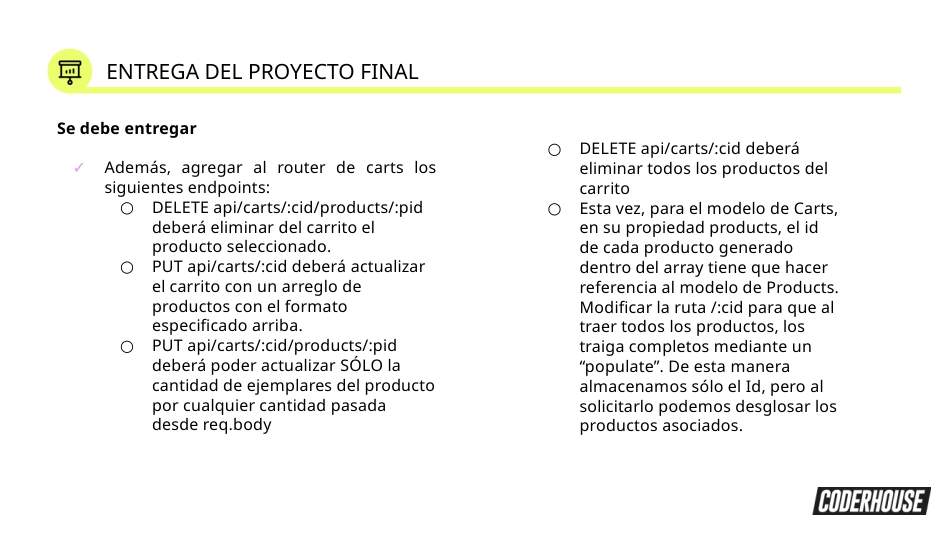 ENTREGA DEL PROYECTO FINAL
Se debe entregar
✓ Además, agregar al router de carts los
siguientes endpoints:
○ DELETE api/carts/:cid/products/:pid
deberá eliminar del carrito el
producto seleccionado.
○ PUT api/carts/:cid deberá actualizar
el carrito con un arreglo de
productos con el formato
especificado arriba.
○ PUT api/carts/:cid/products/:pid
deberá poder actualizar SÓLO la
cantidad de ejemplares del producto
por cualquier cantidad pasada
desde req.body
○ DELETE api/carts/:cid deberá
eliminar todos los productos del
carrito
○ Esta vez, para el modelo de Carts,
en su propiedad products, el id
de cada producto generado
dentro del array tiene que hacer
referencia al modelo de Products.
Modificar la ruta /:cid para que al
traer todos los productos, los
traiga completos mediante un
“populate”. De esta manera
almacenamos sólo el Id, pero al
solicitarlo podemos desglosar los
productos asociados.
CODERHOUSE